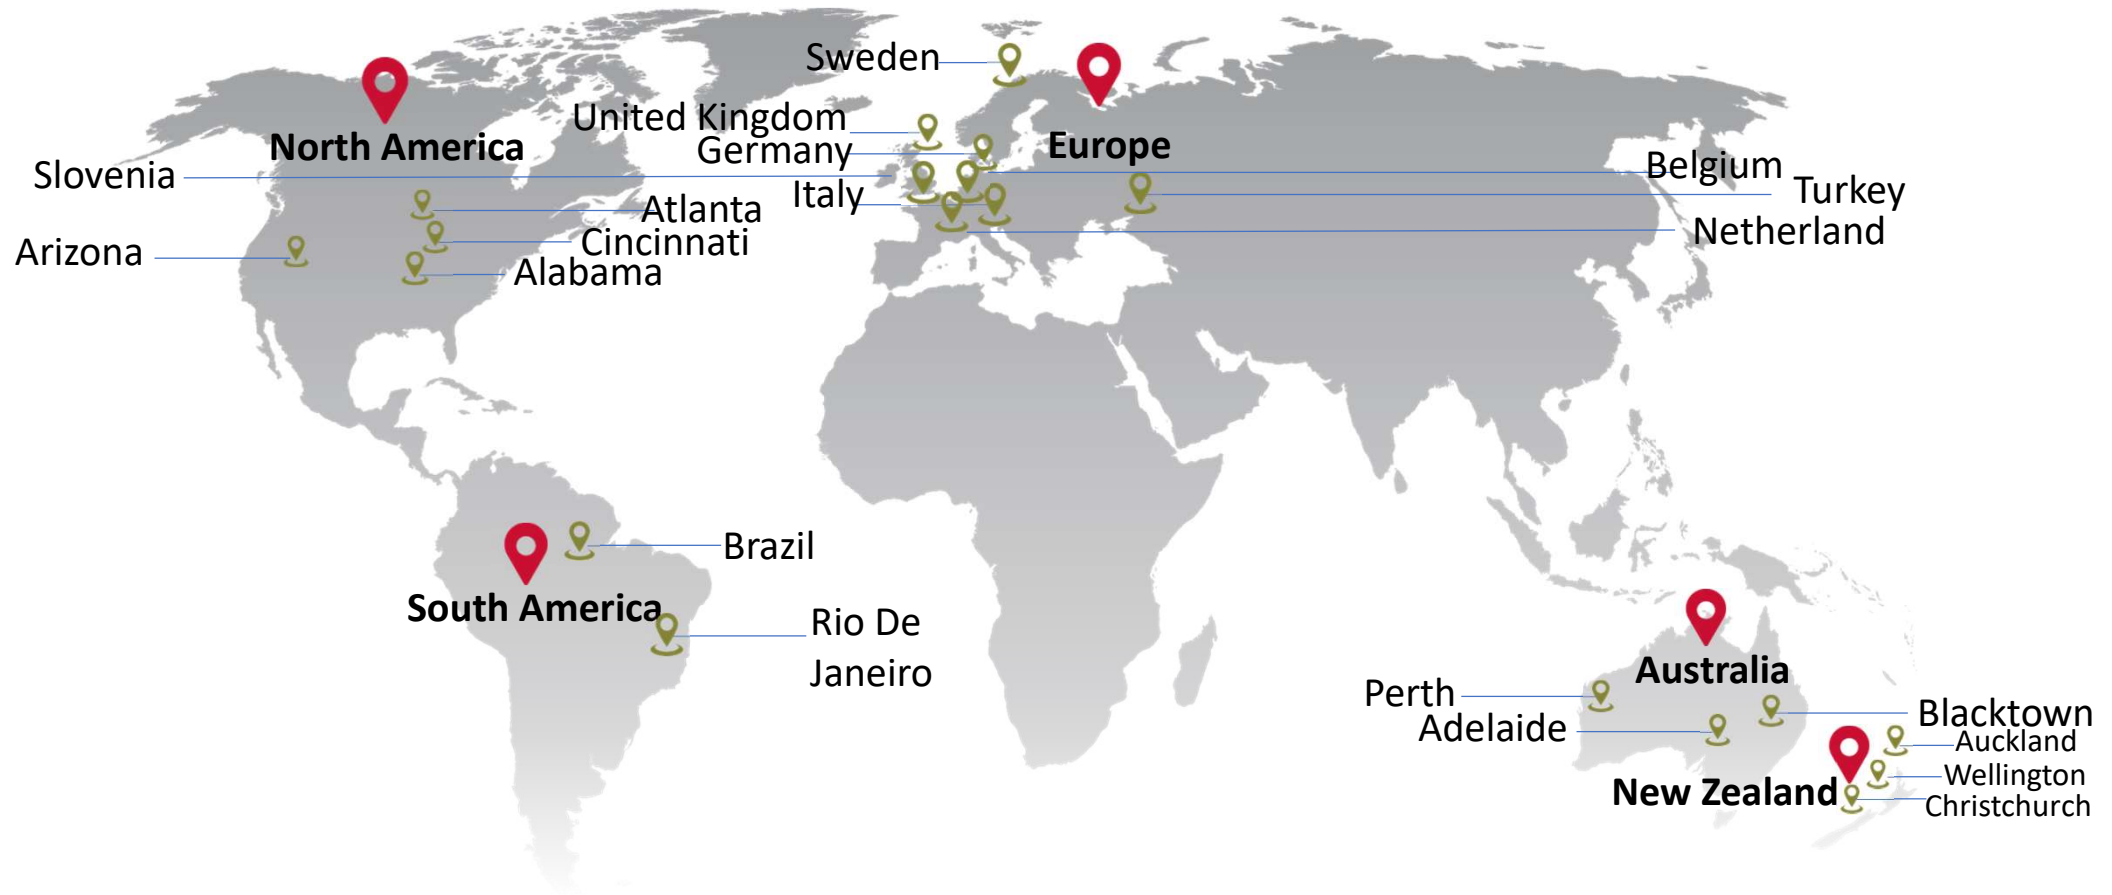 Sweden
United Kingdom
North America
Germany
Europe
Slovenia
Belgium
Italy
Turkey
Atlanta
Netherland
Arizona
Cincinnati
Alabama
Brazil
South America
Rio De
Janeiro
Australia
Perth
Blacktown
Adelaide
Auckland
Wellington
New Zealand
Christchurch